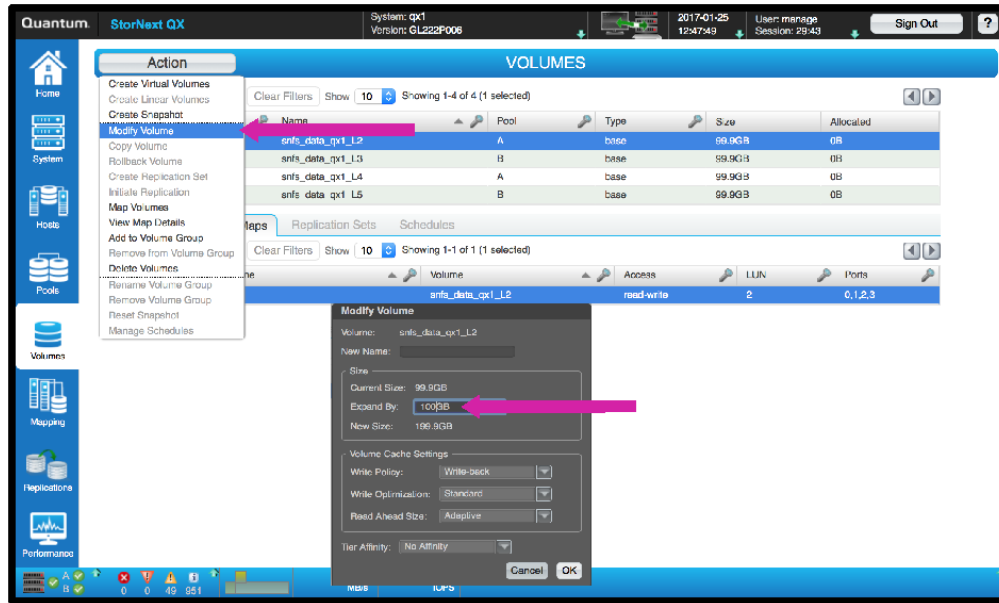 Quantum. StorNext QX
System: qx1
Version: GL222P006
2017-01-25
12:47:49
User: manage
Session: 29:43
Sign Out
?
Home
System
Hosts
Pools
Volumes
Mapping
Replications
Performance
Action
VOLUMES
Create Virtual Volumes
Create Linear Volumes
Create Snapshot
Modify Volume
Copy Volume
Rollback Volume
Create Replication Set
Initiate Replication
Map Volumes
View Map Details
Add to Volume Group
Remove from Volume Group
Delete Volumes
Rename Volume Group
Remove Volume Group
Reset Snapshot
Manage Schedules
Clear Filters Show 10 Showing 1-4 of 4 (1 selected)
Name Pool Type Size Allocated
snfs_data_qx1_L2 A base 99.9GB 0B
snfs_data_qx1_L3 B base 99.9GB 0B
snfs_data_qx1_L4 A base 99.9GB 0B
snfs_data_qx1_L5 B base 99.9GB 0B
Maps Replication Sets Schedules
Clear Filters Show 10 Showing 1-1 of 1 (1 selected)
Volume Access LUN Ports
snfs_data_qx1_L2 read-write 2 0,1,2,3
Modify Volume
Volume: snfs_data_qx1_L2
New Name:
Size
Current Size: 99.9GB
Expand By: 100GB
New Size: 199.9GB
Volume Cache Settings
Write Policy: Write-back
Write Optimization: Standard
Read Ahead Size: Adaptive
Tier Affinity: No Affinity
Cancel OK
A
B
0 0 49 951
MB/s IOPS